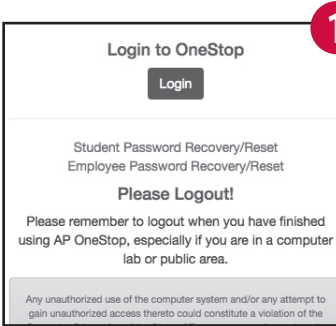 1
Login to OneStop
Login
Student Password Recovery/Reset
Employee Password Recovery/Reset
Please Logout!
Please remember to logout when you have finished
using AP OneStop, especially if you are in a computer
lab or public area.
Any unauthorized use of the computer system and/or any attempt to
gain unauthorized access thereto could constitute a violation of the